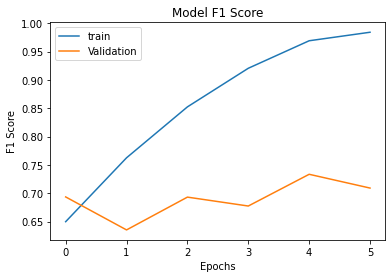 Model F1 Score
train
Validation
1.00
0.95
0.90
0.85
0.80
0.75
0.70
0.65
F1 Score
0 1 2 3 4 5
Epochs